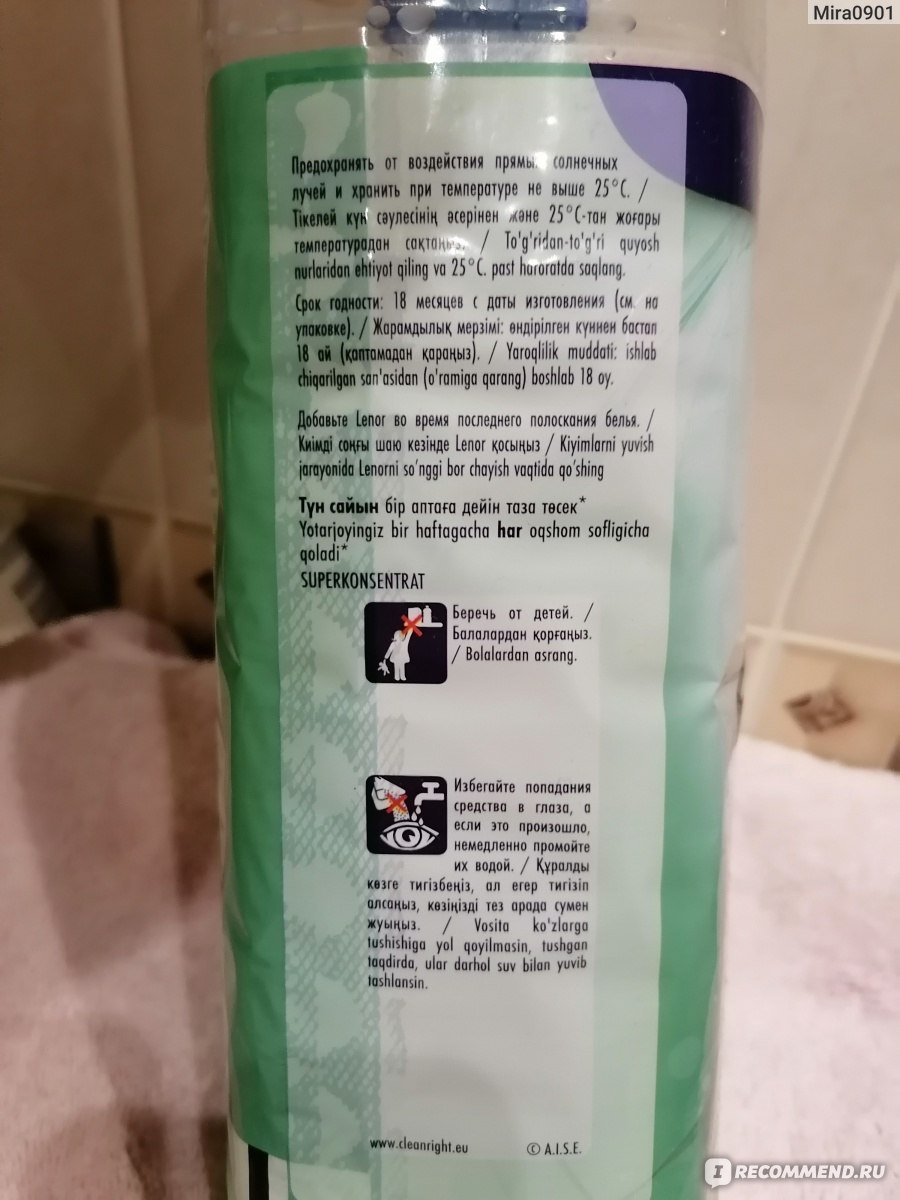 Mira0901
Предохранять от воздействия солнечных
лучей и хранить при температуре не выше 25°C. /
Тікелей күн сәулесінің әсерінен және 25°C-тан жоғары
температурадан сақтаңыз. / To'g'ridan-to'g'ri quyosh
nurlaridan ehtiyot qiling va 25°C. past haroratda saqlang.
Срок годности: 18 месяцев с даты изготовления (см. на
упаковке). / Жарамдылық мерзімі: өндірілген күннен бастап
18 ай (қаптамадан қараңыз). / Yaroqlilik muddati: ishlab
chiqarilgan san'asidan (o'ramiga qarang) boshlab 18 oy.
Добавьте Lenor во время последнего полоскания белья. /
Киімді соңғы шаю кезінде Lenor қосыңыз / Kiyimlarni yuvish
jarayonida Lenorni so'nggi bor chayish vaqtida qo'shing
Түн сайын бір аптаға дейін таза төсек*
Yotarjoyingiz bir haftagacha har oqshom sofligicha
qoladi*
SUPERKONSENTRAT
Беречь от детей. /
Балалардан қорғаңыз.
/ Bolalardan asrang.
Избегайте попадания
средства в глаза, а
если это произошло,
немедленно промойте
их водой. / Құралды
көзге тигізбеңіз, ал егер тигізіп
алсаңыз, көзіңізді тез арада сумен
жуыңыз. / Vosita ko'zlarga
tushishiga yol qoyilmasin, tushgan
taqdirda, ular darhol suv bilan yuvib
tashlansin.
www.cleanright.eu © A.I.S.E.
IRECOMMEND.RU